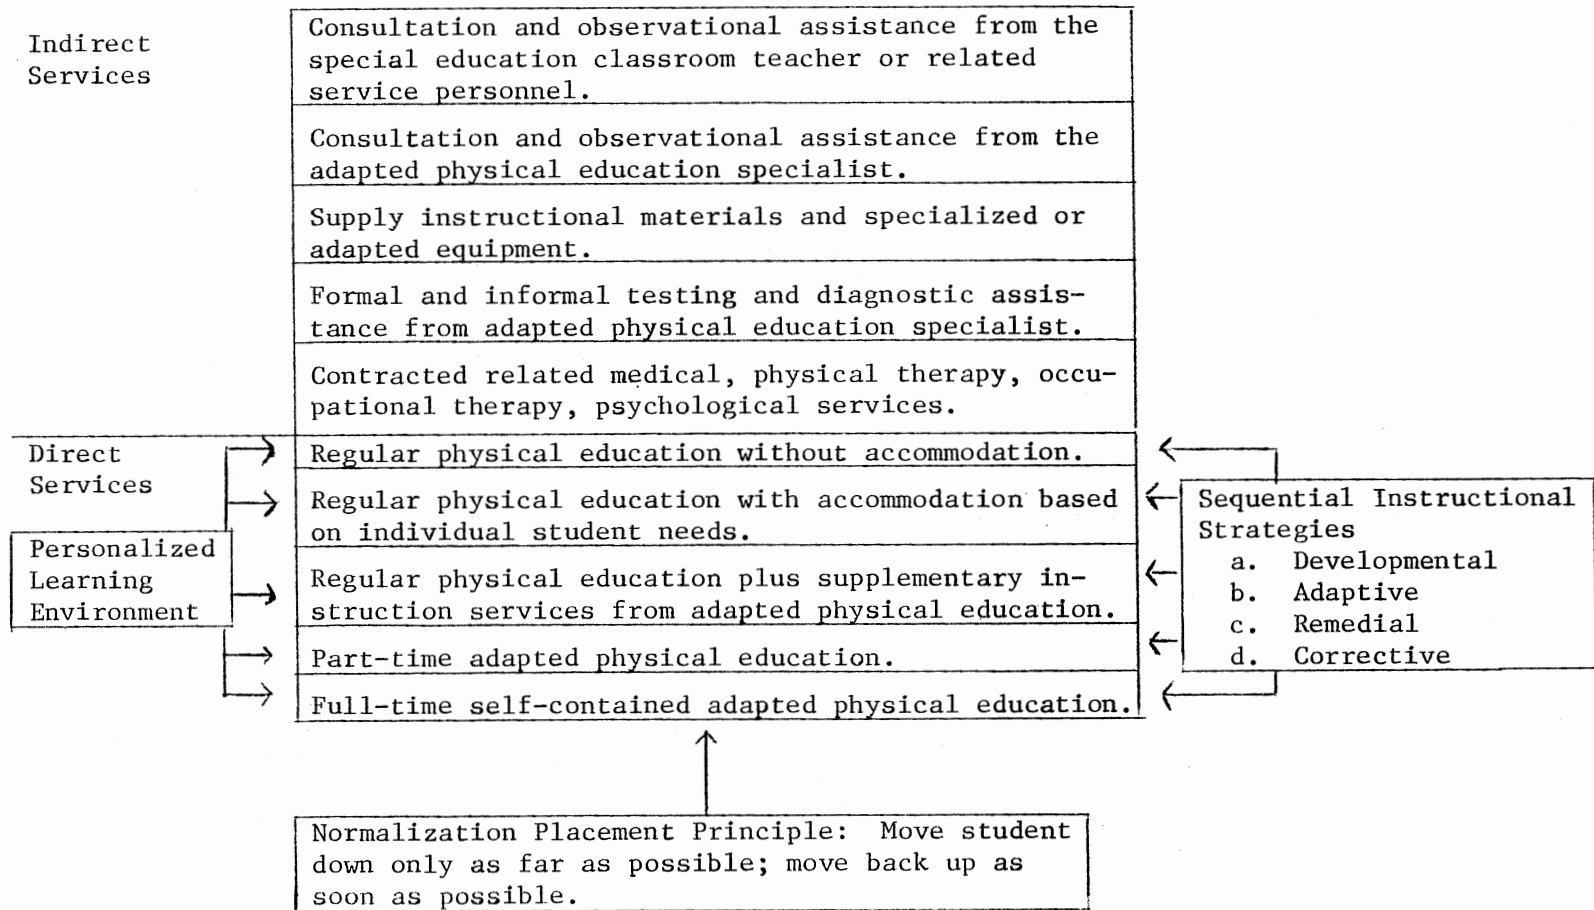 Indirect
Services
Consultation and observational assistance from the
special education classroom teacher or related
service personnel.
Consultation and observational assistance from the
adapted physical education specialist.
Supply instructional materials and specialized or
adapted equipment.
Formal and informal testing and diagnostic assis-
tance from adapted physical education specialist.
Contracted related medical, physical therapy, occu-
pational therapy, psychological services.
Direct
Services
Personalized
Learning
Environment
Regular physical education without accommodation.
Regular physical education with accommodation based
on individual student needs.
Regular physical education plus supplementary in-
struction services from adapted physical education.
Part-time adapted physical education.
Full-time self-contained adapted physical education.
Sequential Instructional
Strategies
a. Developmental
b. Adaptive
c. Remedial
d. Corrective
Normalization Placement Principle: Move student
down only as far as possible; move back up as
soon as possible.